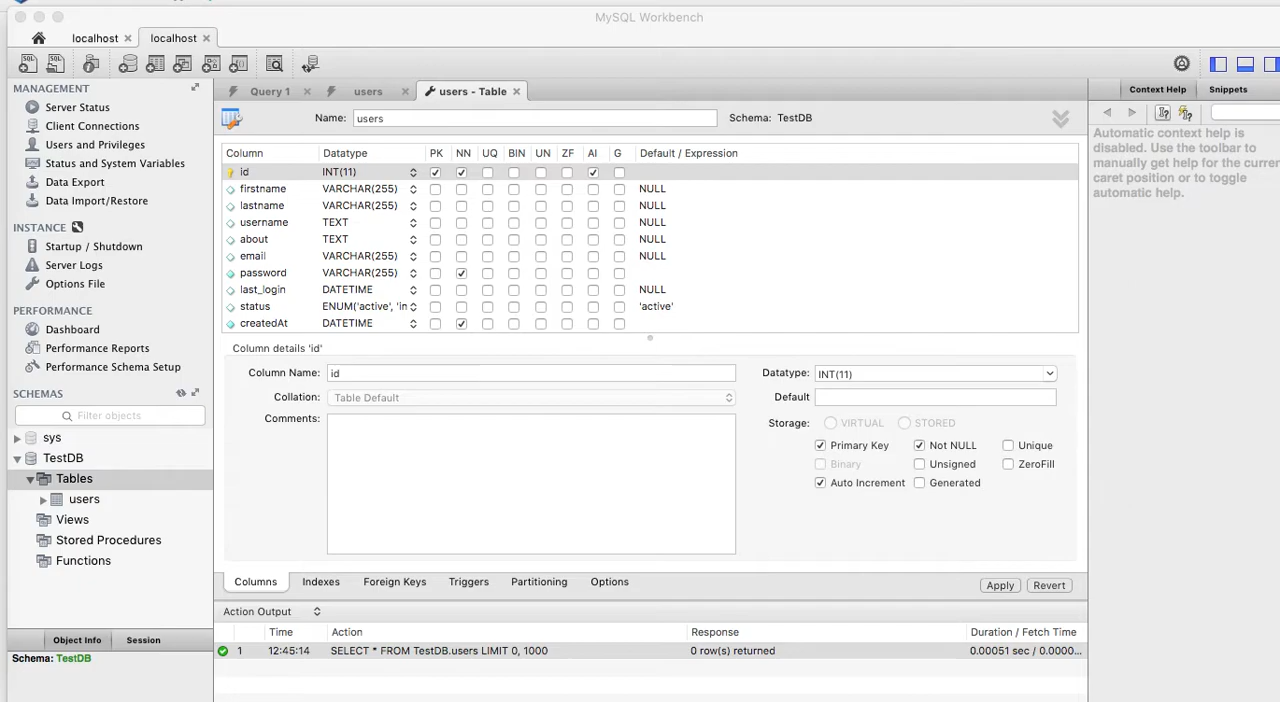 MySQL Workbench
localhost
localhost
MANAGEMENT
Server Status
Client Connections
Users and Privileges
Status and System Variables
Data Export
Data Import/Restore
INSTANCE
Startup / Shutdown
Server Logs
Options File
PERFORMANCE
Dashboard
Performance Reports
Performance Schema Setup
SCHEMAS
Filter objects
sys
TestDB
Tables
users
Views
Stored Procedures
Functions
Object Info Session
Schema: TestDB
Query 1 users users - Table
Name: users Schema: TestDB
Column Datatype PK NN UQ BIN UN ZF AI G Default / Expression
id INT(11)
firstname VARCHAR(255) NULL
lastname VARCHAR(255) NULL
username TEXT NULL
about TEXT NULL
email VARCHAR(255) NULL
password VARCHAR(255)
last_login DATETIME NULL
status ENUM('active', 'in 'active'
createdAt DATETIME
Column details 'id'
Column Name: id Datatype: INT(11)
Collation: Table Default Default
Comments: Storage: VIRTUAL STORED
Primary Key Not NULL Unique
Binary Unsigned ZeroFill
Auto Increment Generated
Columns Indexes Foreign Keys Triggers Partitioning Options Apply Revert
Action Output
Time Action Response Duration / Fetch Time
1 12:45:14 SELECT * FROM TestDB.users LIMIT 0, 1000 0 row(s) returned 0.00051 sec / 0.0000...
Context Help Snippets
Automatic context help is
disabled. Use the toolbar to
manually get help for the curren
caret position or to toggle
automatic help.